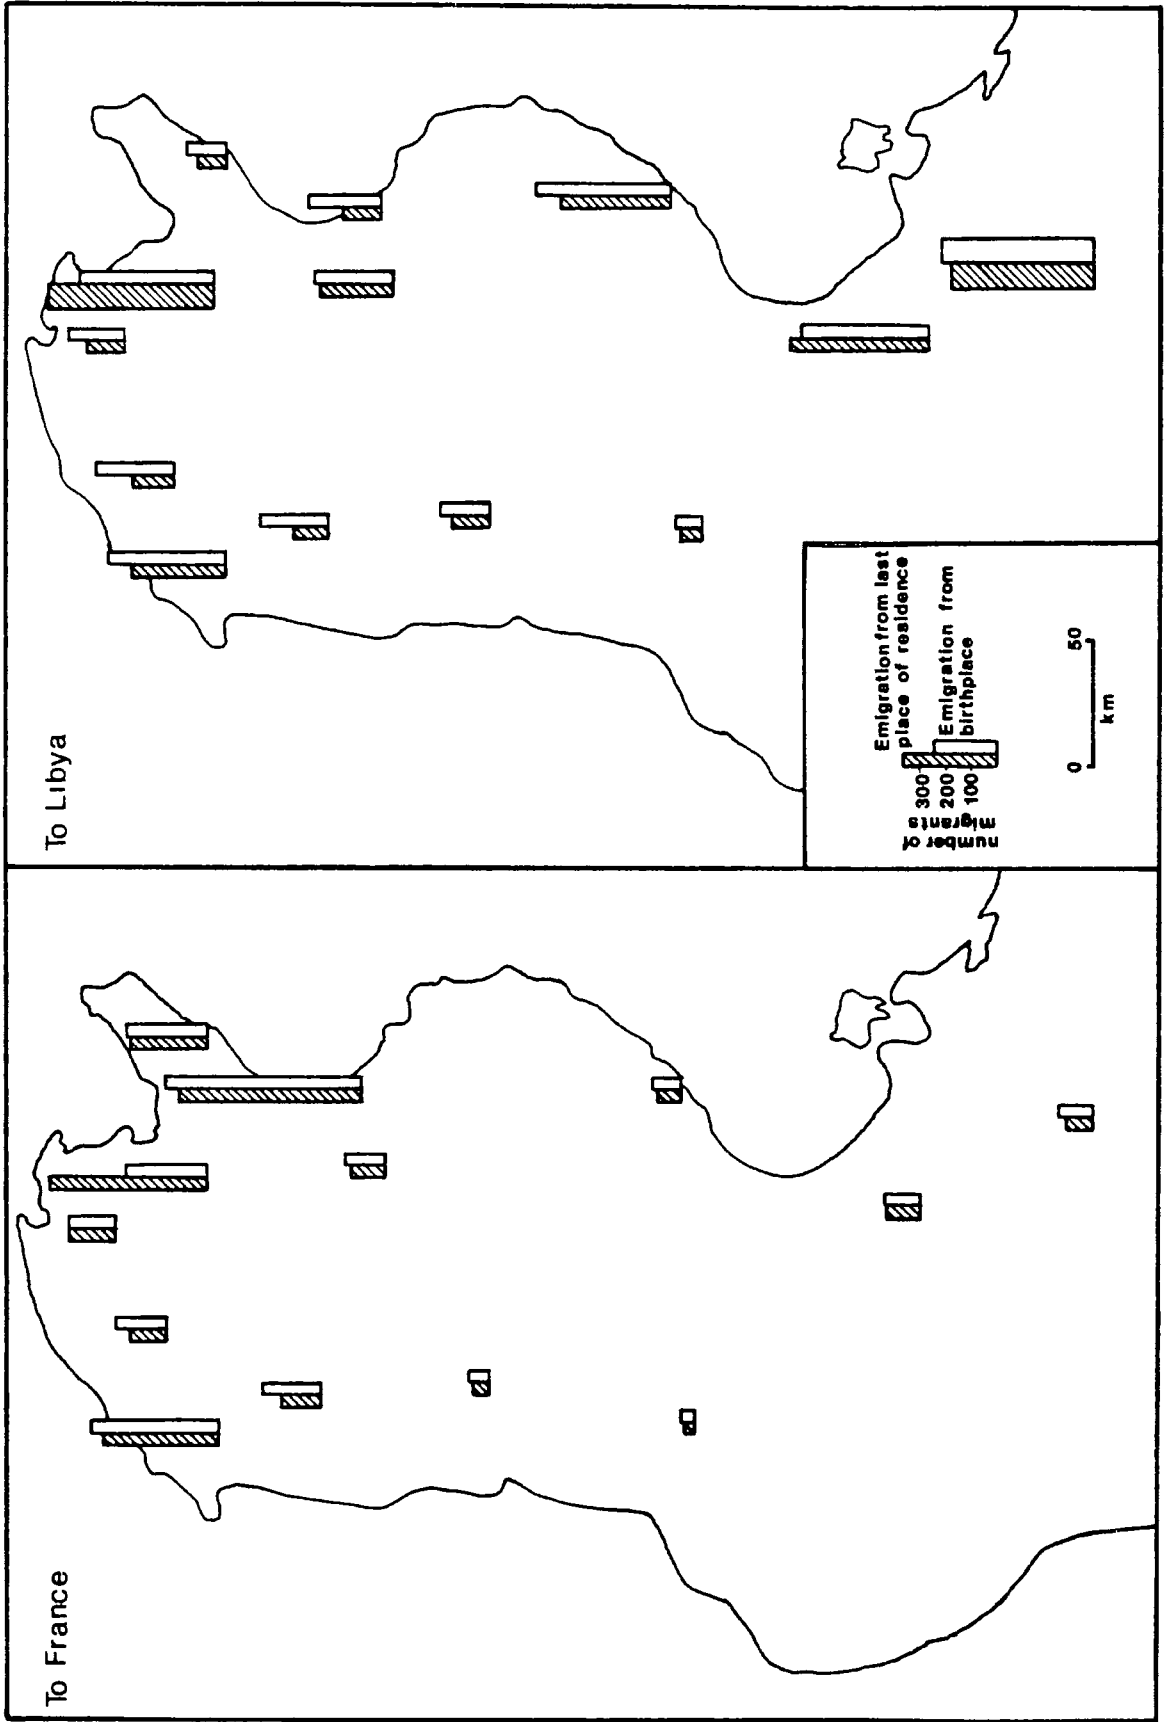 To France
To Libya
Emigration from last
place of residence
300
200
100
Emigration from
birthplace
number of
migrants
0
50
km